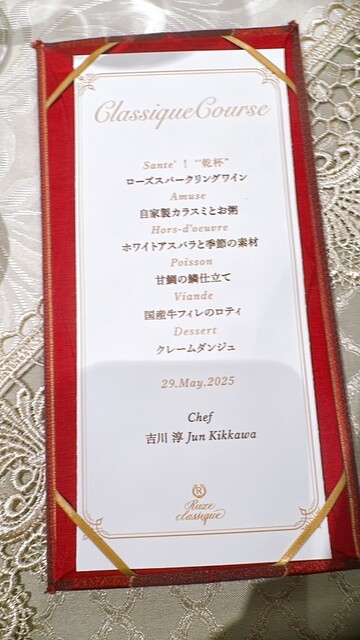 Classique Course
Sante' ! "乾杯"
ローズスパークリングワイン
Amuse
自家製カラスミとお粥
Hors-d'oeuvre
ホワイトアスパラと季節の素材
Poisson
甘鯛の鱗仕立て
Viande
国産牛フィレのロティ
Dessert
クレームダンジュ
29.May.2025
Chef
吉川 淳 Jun Kikkawa
R
Ruze
classique